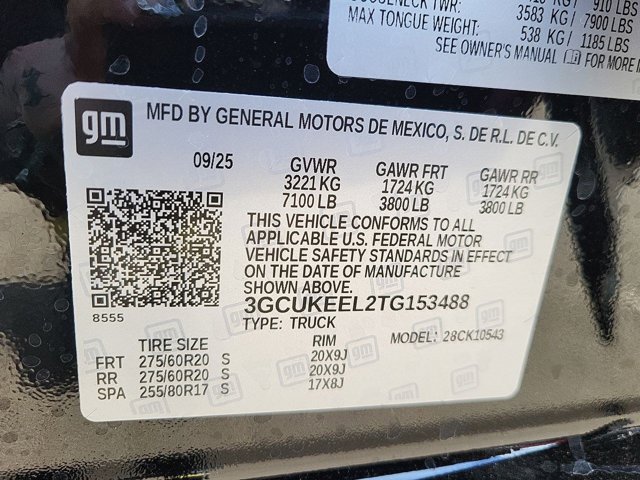 910 LBS
3583 KG/ 7900 LBS
MAX TONGUE WEIGHT: 538 KG/ 1185 LBS
SEE OWNER'S MANUAL FOR MORE
gm
MFD BY GENERAL MOTORS DE MEXICO, S. DE R.L. DE C.V.
09/25 GVWR GAWR FRT GAWR RR
3221 KG 1724 KG 1724 KG
7100 LB 3800 LB 3800 LB
THIS VEHICLE CONFORMS TO ALL
APPLICABLE U.S. FEDERAL MOTOR
VEHICLE SAFETY STANDARDS IN EFFECT
ON THE DATE OF MANUFACTURE
SHOWN ABOVE.
3GCUKEEL2TG153488
8555
TYPE: TRUCK MODEL: 28CK10543
TIRE SIZE RIM
FRT 275/60R20 S 20X9J
RR 275/60R20 S 20X9J
SPA 255/80R17 S 17X8J